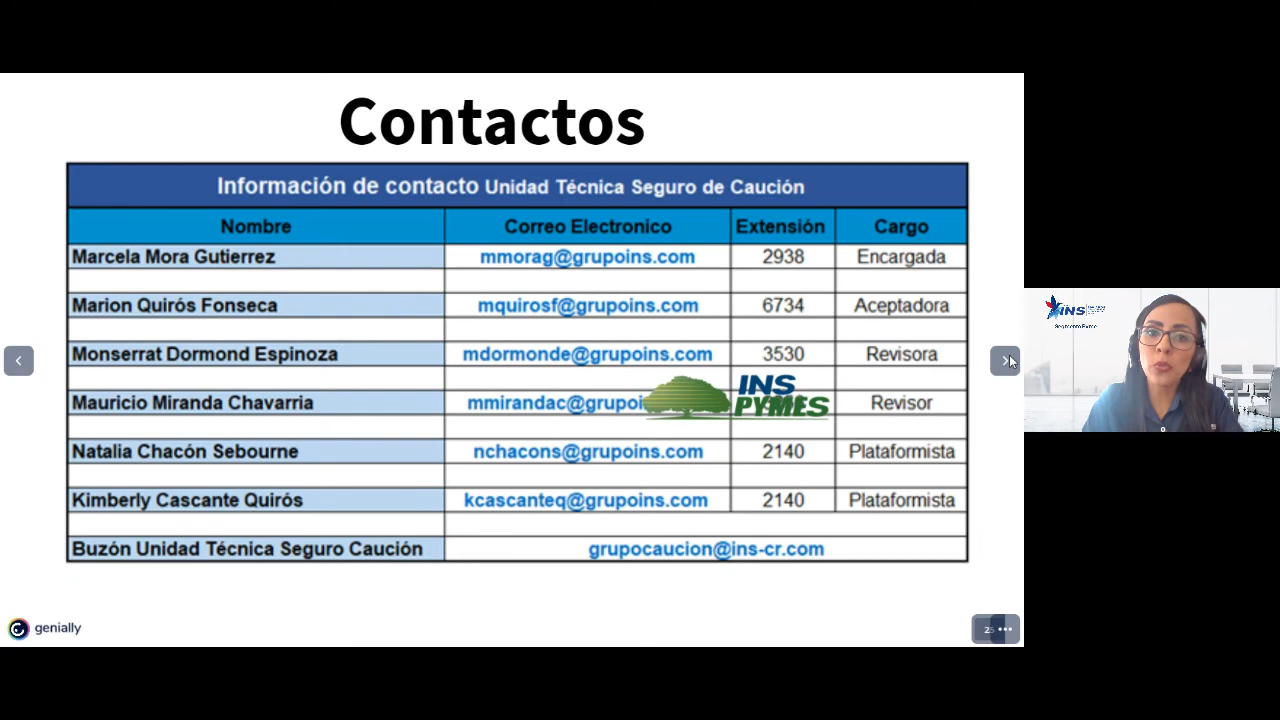 Contactos
Información de contacto Unidad Técnica Seguro de Caución
Nombre Correo Electronico Extensión Cargo
Marcela Mora Gutierrez mmorag@grupoins.com 2938 Encargada
Marion Quirós Fonseca mquirosf@grupoins.com 6734 Aceptadora
Monserrat Dormond Espinoza mdormonde@grupoins.com 3530 Revisora
Mauricio Miranda Chavarria mmirandac@grupoi Revisor
INS
PYMES
Natalia Chacón Sebourne nchacons@grupoins.com 2140 Plataformista
Kimberly Cascante Quirós kcascanteq@grupoins.com 2140 Plataformista
Buzón Unidad Técnica Seguro Caución grupocaucion@ins-cr.com
genially
25
INS
Segmento Pyme